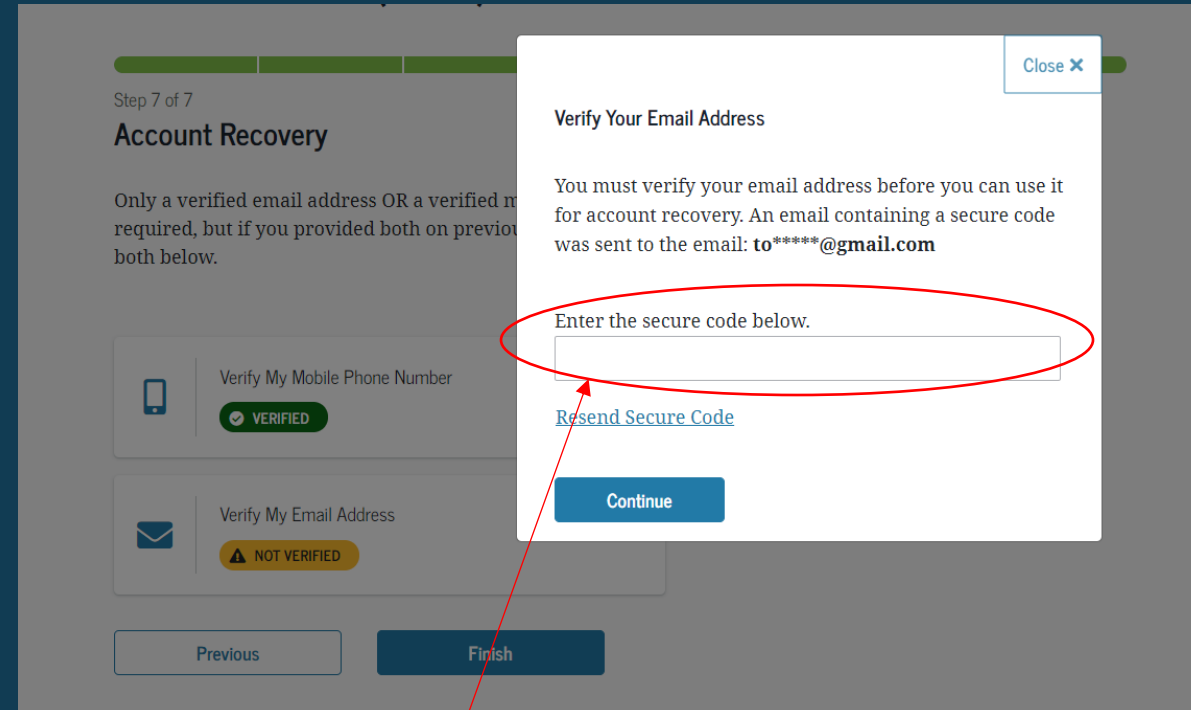 Step 7 of 7
Account Recovery
Only a verified email address OR a verified
required, but if you provided both on
both below.
Verify My Mobile Phone Number
VERIFIED
Verify My Email Address
NOT VERIFIED
Previous
Finish
Close ×
Verify Your Email Address
You must verify your email address before you can use it
for account recovery. An email containing a secure code
was sent to the email: to*****@gmail.com
Enter the secure code below.
Resend Secure Code
Continue